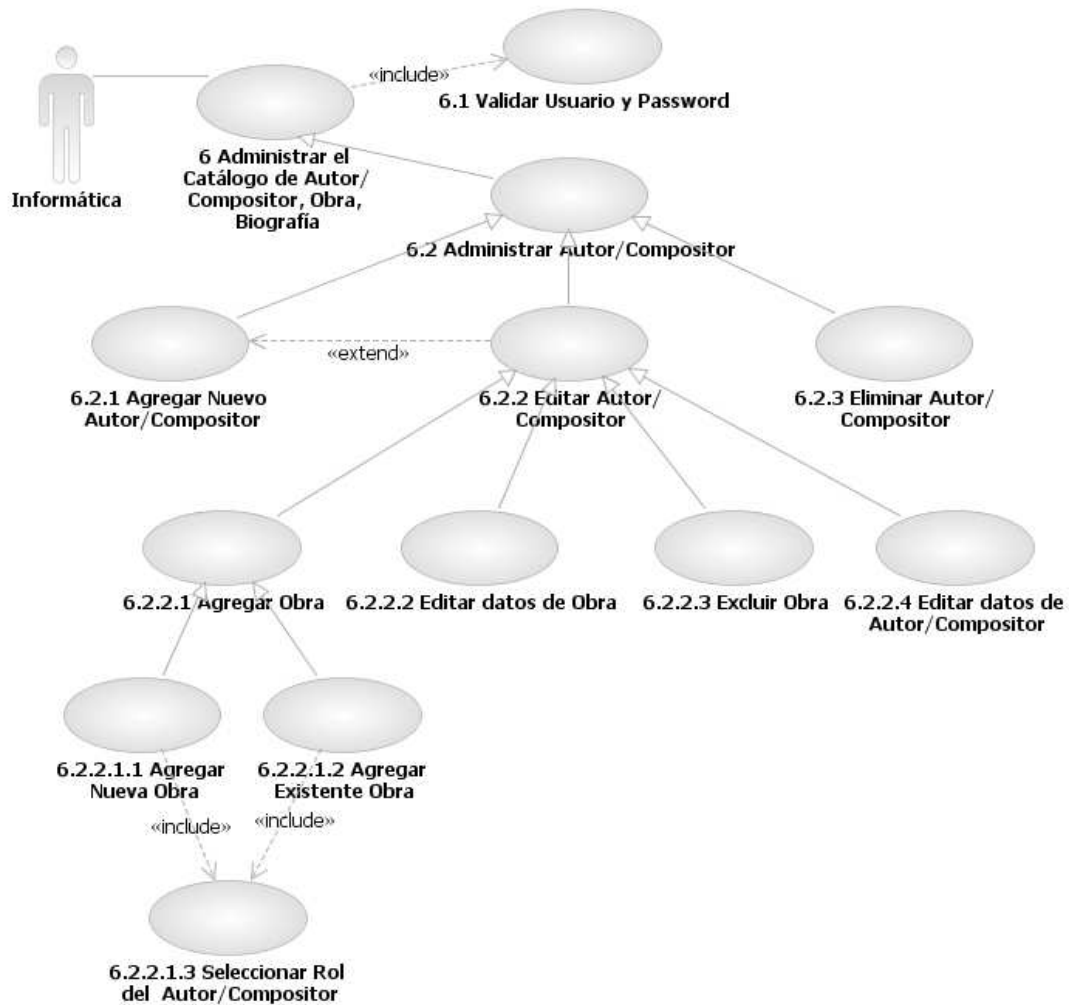 «include»
6.1 Validar Usuario y Password
Informática
6 Administrar el
Catálogo de Autor/
Compositor, Obra,
Biografía
6.2 Administrar Autor/Compositor
«extend»
6.2.1 Agregar Nuevo
Autor/Compositor
6.2.2 Editar Autor/
Compositor
6.2.3 Eliminar Autor/
Compositor
6.2.2.1 Agregar Obra
6.2.2.2 Editar datos de Obra
6.2.2.3 Excluir Obra
6.2.2.4 Editar datos de
Autor/Compositor
6.2.2.1.1 Agregar
Nueva Obra
6.2.2.1.2 Agregar
Existente Obra
«include»
«include»
6.2.2.1.3 Seleccionar Rol
del Autor/Compositor